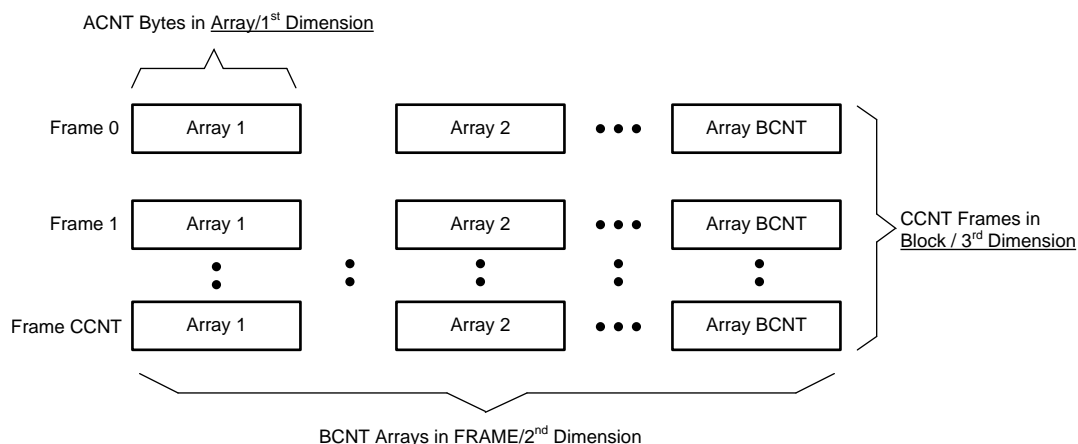 ACNT Bytes in Array/1st Dimension
Frame 0 Array 1 Array 2 Array BCNT
Frame 1 Array 1 Array 2 Array BCNT
CCNT Frames in
Block / 3rd Dimension
Frame CCNT Array 1 Array 2 Array BCNT
BCNT Arrays in FRAME/2nd Dimension